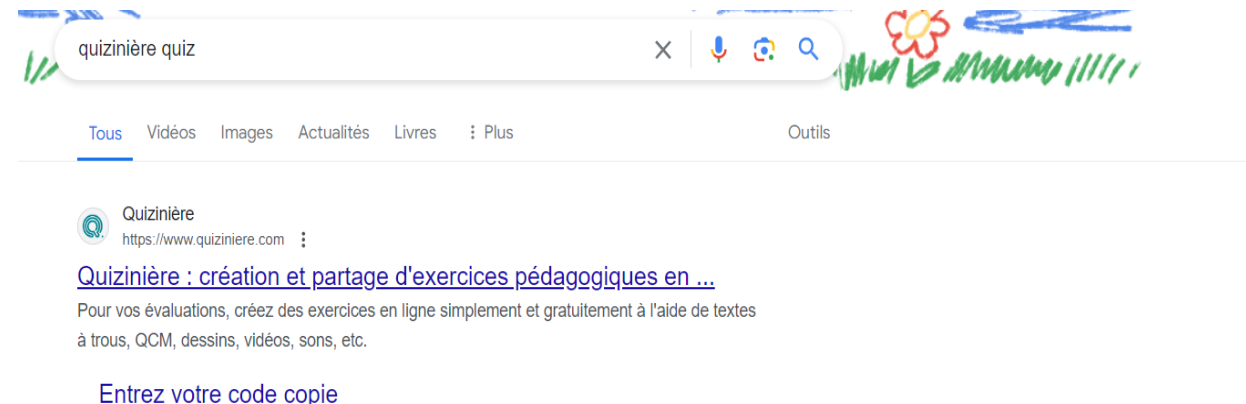 quizinière quiz
Tous Vidéos Images Actualités Livres Plus Outils
Quizinière
https://www.quiziniere.com
Quizinière : création et partage d'exercices pédagogiques en ...
Pour vos évaluations, créez des exercices en ligne simplement et gratuitement à l'aide de textes
à trous, QCM, dessins, vidéos, sons, etc.
Entrez votre code copie